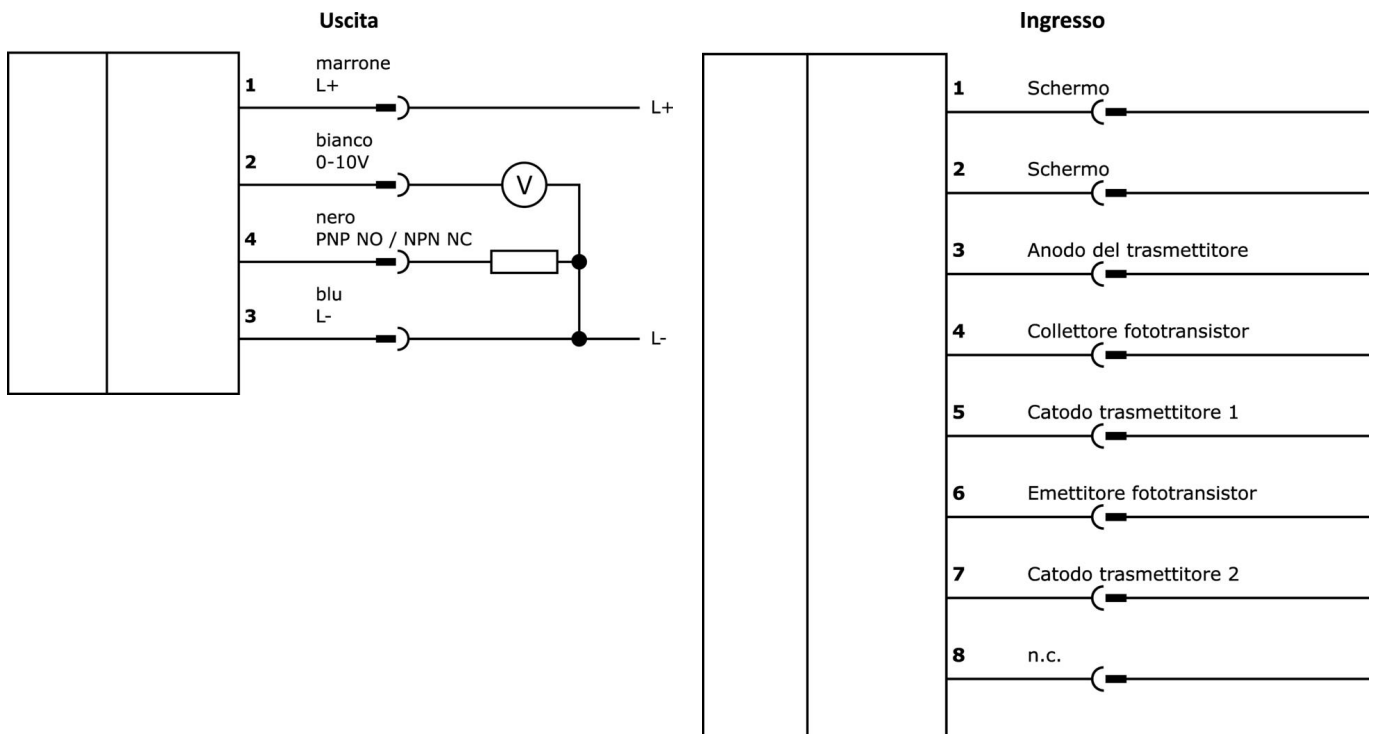 Uscita
marrone
1 L+
L+
bianco
2 0-10V
V
nero
4 PNP NO / NPN NC
blu
3 L-
L-
Ingresso
1 Schermo
2 Schermo
3 Anodo del trasmettitore
4 Collettore fototransistor
5 Catodo trasmettitore 1
6 Emettitore fototransistor
7 Catodo trasmettitore 2
8 n.c.